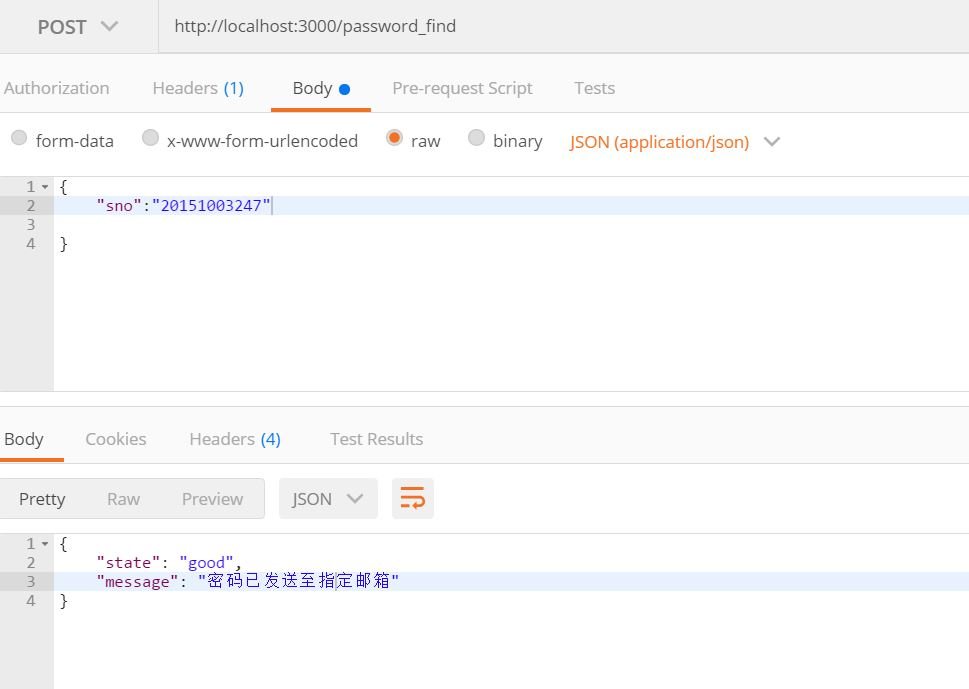 POST http://localhost:3000/password_find
Authorization Headers (1) Body Pre-request Script Tests
form-data x-www-form-urlencoded raw binary JSON (application/json)
1 {
2 "sno":"20151003247"
3
4 }
Body Cookies Headers (4) Test Results
Pretty Raw Preview JSON
1 {
2 "state": "good",
3 "message": "密码已发送至指定邮箱"
4 }